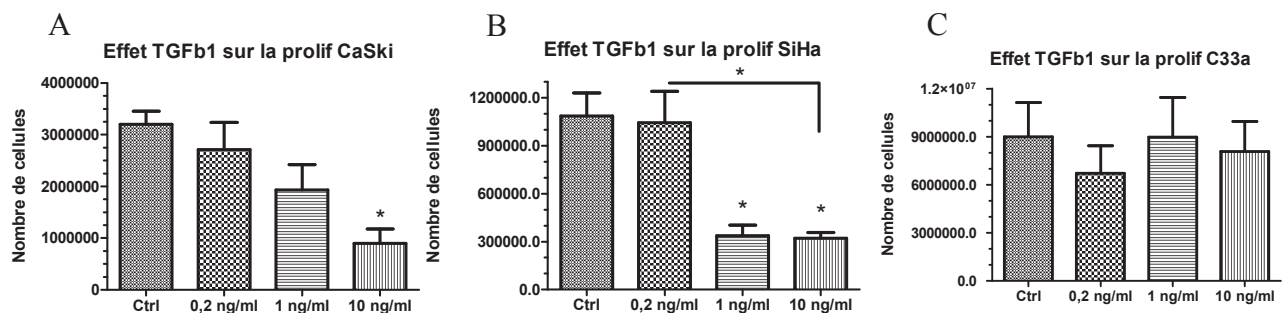 A
Effet TGFb1 sur la prolif CaSki
Nombre de cellules
4000000
3000000
2000000
1000000
0
*
Ctrl 0,2 ng/ml 1 ng/ml 10 ng/ml
B
Effet TGFb1 sur la prolif SiHa
Nombre de cellules
1200000.0
900000.0
600000.0
300000.0
0.0
*
* *
Ctrl 0,2 ng/ml 1 ng/ml 10 ng/ml
C
Effet TGFb1 sur la prolif C33a
Nombre de cellules
1.2×10⁰⁷
9000000.0
6000000.0
3000000.0
0.0
Ctrl 0,2 ng/ml 1 ng/ml 10 ng/ml